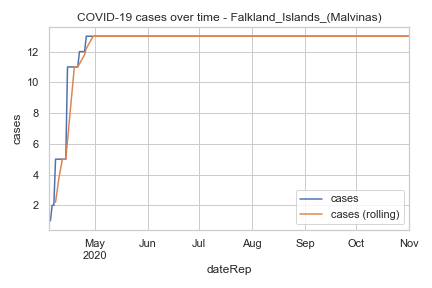 COVID-19 cases over time - Falkland_Islands_(Malvinas)
12
10
8
6
4
2
cases
May
2020
Jun
Jul
Aug
Sep
Oct
Nov
dateRep
cases
cases (rolling)